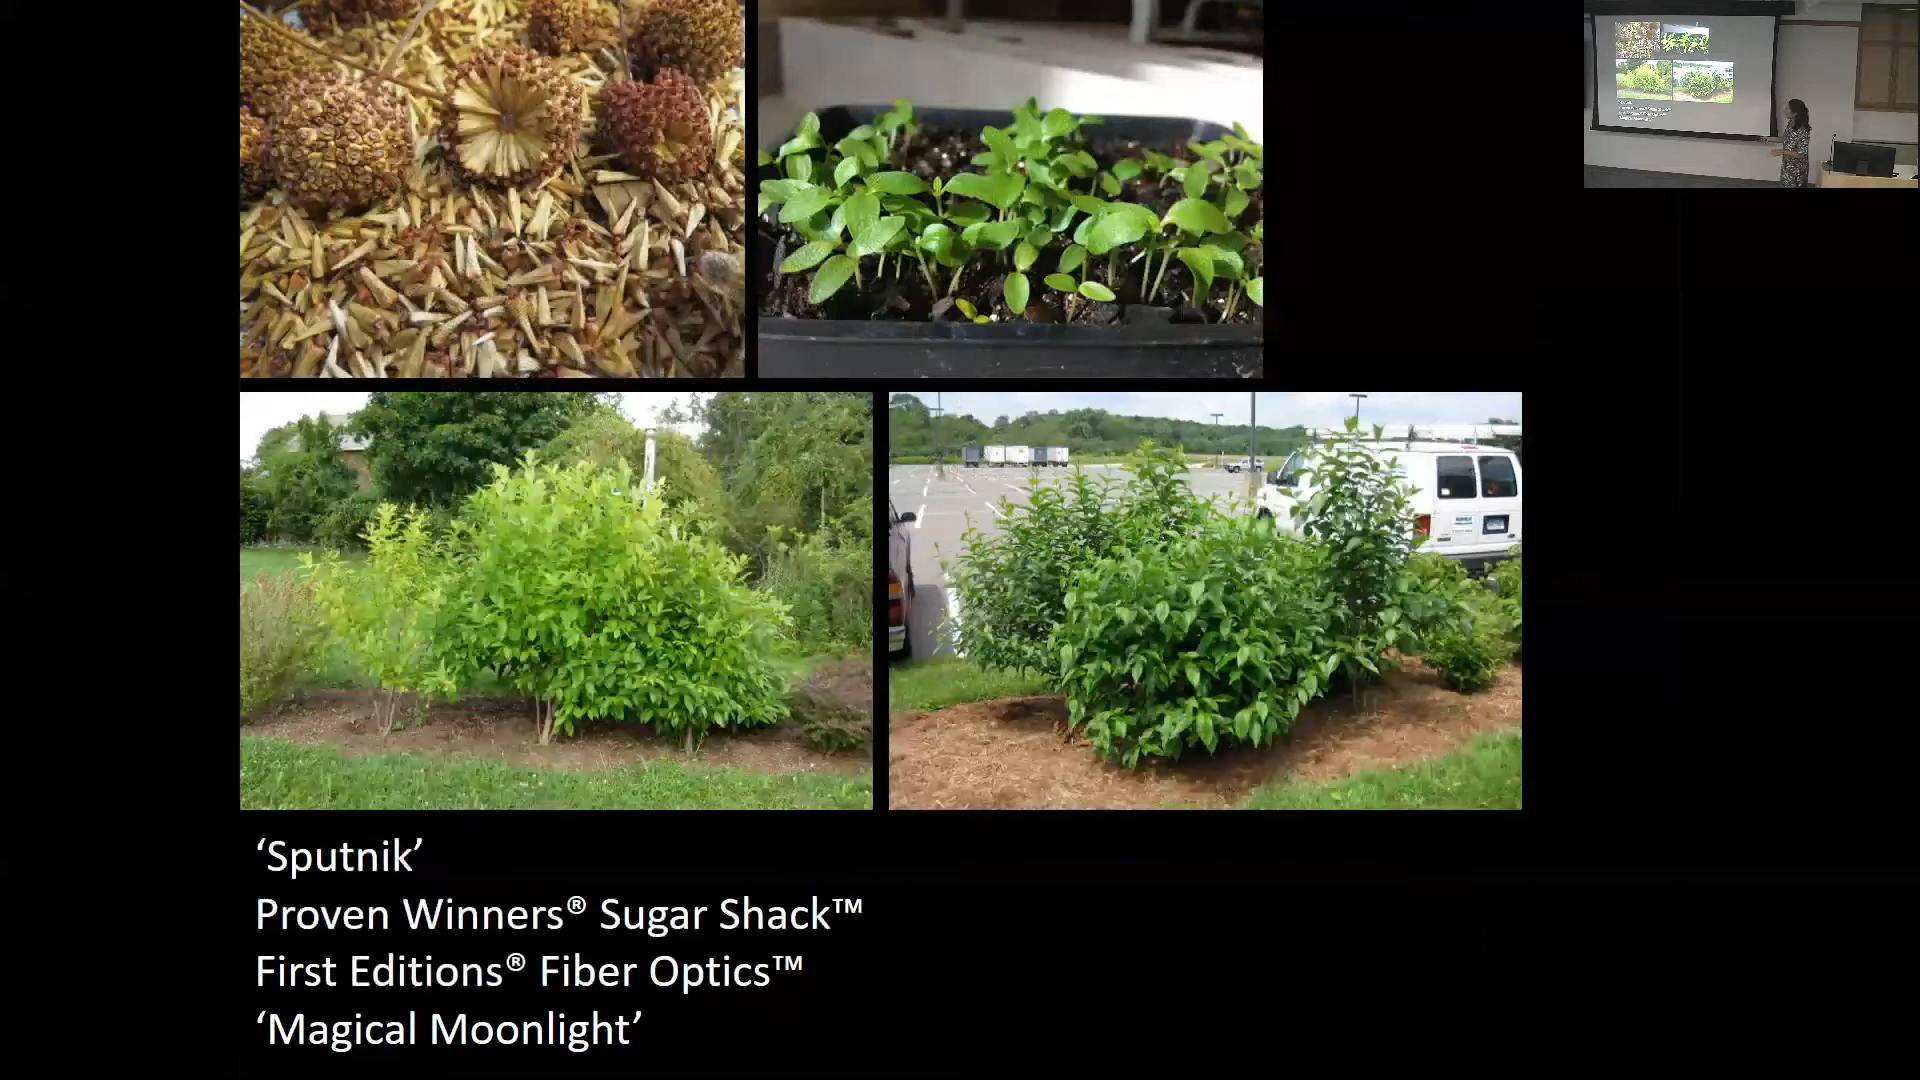 ‘Sputnik’
Proven Winners® Sugar Shack™
First Editions® Fiber Optics™
‘Magical Moonlight’